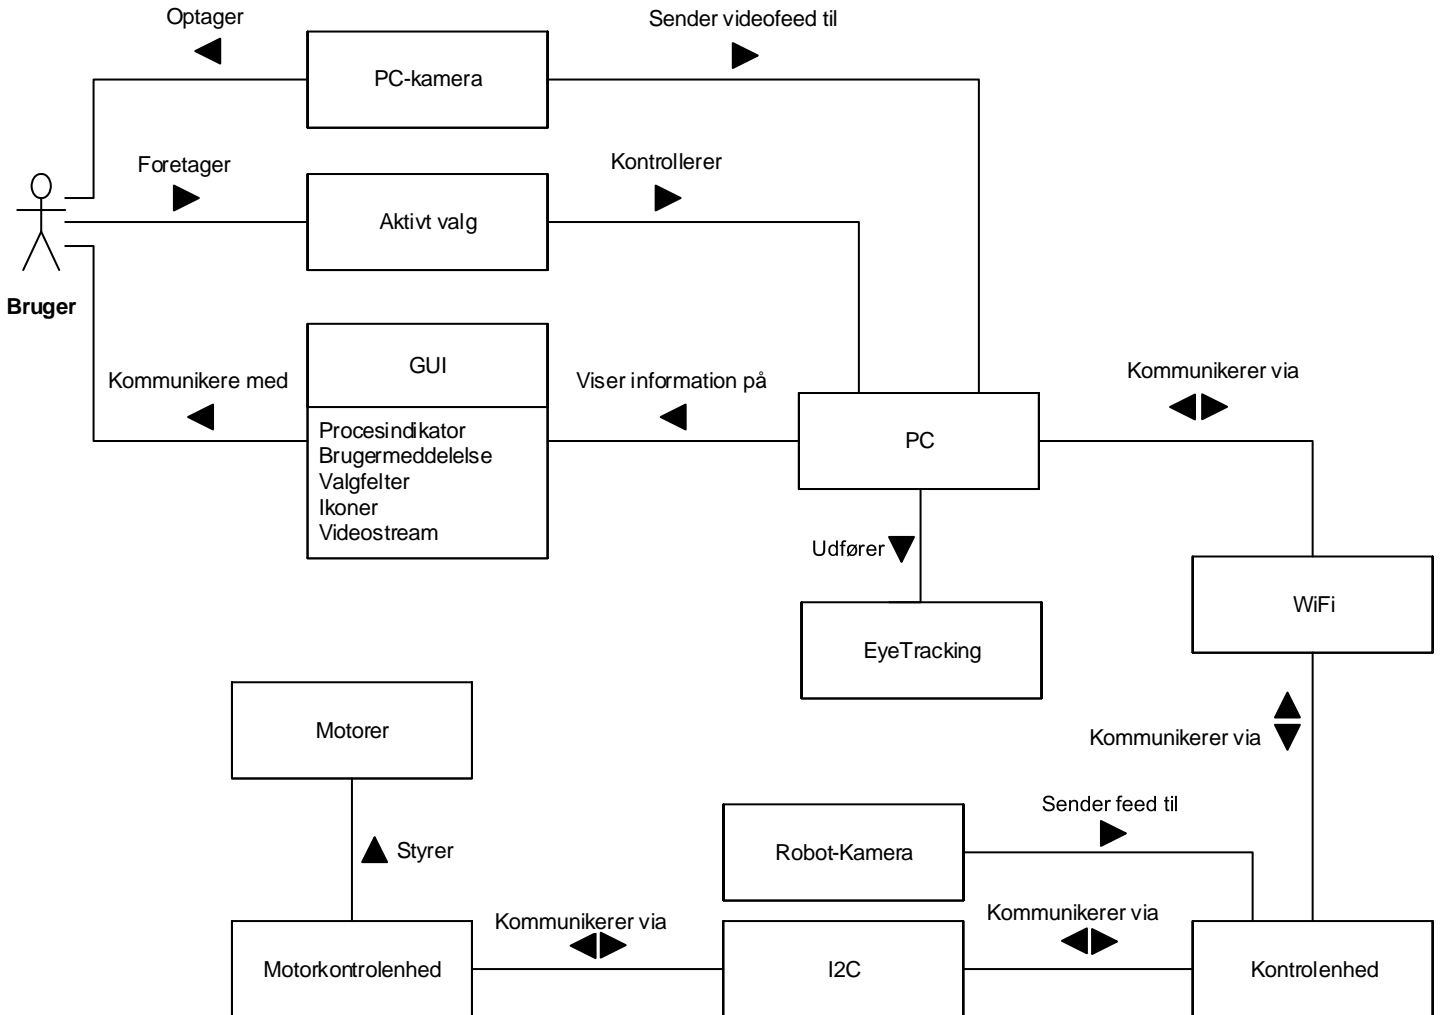 Optager
Sender videofeed til
PC-kamera
Foretager
Kontrollerer
Aktivt valg
Bruger
GUI
Kommunikere med
Viser information på
Kommunikerer via
Procesindikator
Brugermeddelelse
Valgfelter
Ikoner
Videostream
PC
Udfører
WiFi
EyeTracking
Motorer
Kommunikerer via
Sender feed til
Styrer
Robot-Kamera
Kommunikerer via
Kommunikerer via
Motorkontrolenhed
I2C
Kontrolenhed